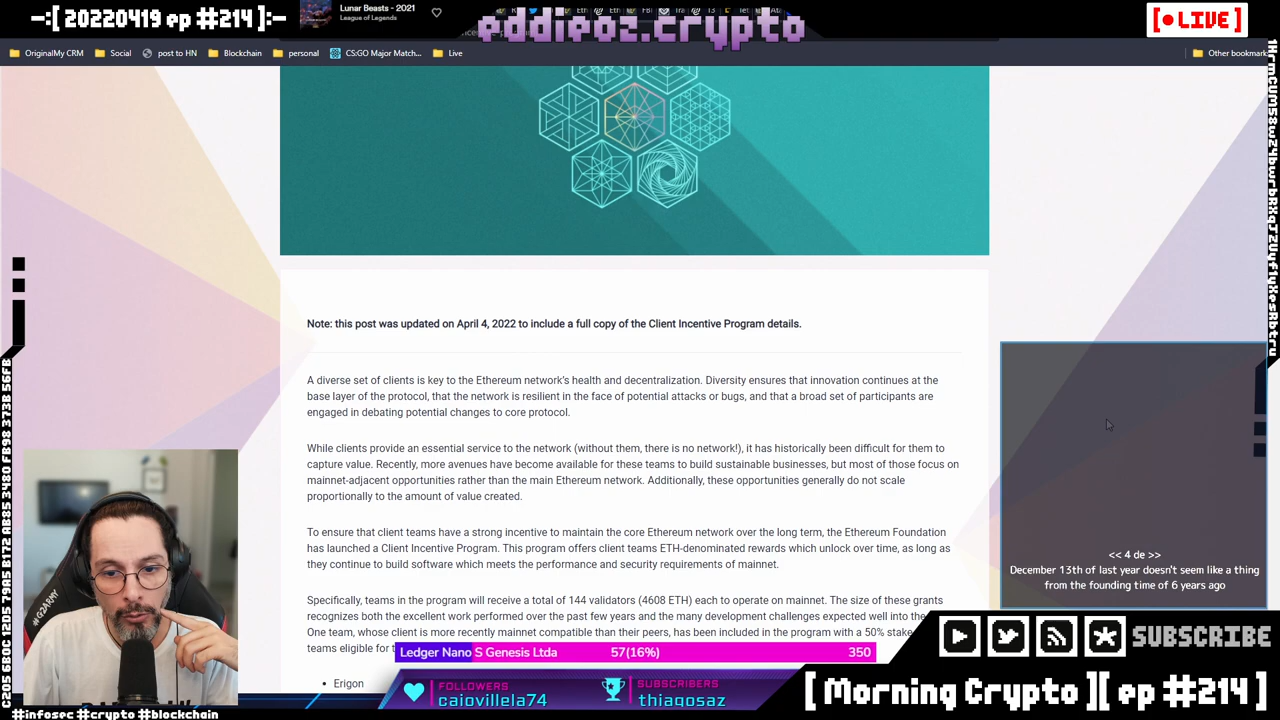 -:[ 20220419 ep #214 ]:-
Lunar Beasts - 2021
League of Legends
eddieoz.crypto
[ LIVE ]
OriginalMy CRM
Social
post to HN
Blockchain
personal
CS:GO Major Match...
Live
Other bookmark
Note: this post was updated on April 4, 2022 to include a full copy of the Client Incentive Program details.
A diverse set of clients is key to the Ethereum network's health and decentralization. Diversity ensures that innovation continues at the
base layer of the protocol, that the network is resilient in the face of potential attacks or bugs, and that a broad set of participants are
engaged in debating potential changes to core protocol.
While clients provide an essential service to the network (without them, there is no network!), it has historically been difficult for them to
capture value. Recently, more avenues have become available for these teams to build sustainable businesses, but most of those focus on
mainnet-adjacent opportunities rather than the main Ethereum network. Additionally, these opportunities generally do not scale
proportionally to the amount of value created.
To ensure that client teams have a strong incentive to maintain the core Ethereum network over the long term, the Ethereum Foundation
has launched a Client Incentive Program. This program offers client teams ETH-denominated rewards which unlock over time, as long as
they continue to build software which meets the performance and security requirements of mainnet.
Specifically, teams in the program will receive a total of 144 validators (4608 ETH) each to operate on mainnet. The size of these grants
recognizes both the excellent work performed over the past few years and the many development challenges expected well into the
One team, whose client is more recently mainnet compatible than their peers, has been included in the program with a 50% stake
teams eligible for
• Erigon
<< 4 de >>
December 13th of last year doesn't seem like a thing
from the founding time of 6 years ago
#G2ARMY
Ledger Nano S Genesis Ltda 57(16%) 350
FOLLOWERS
caiovillela74
SUBSCRIBERS
thiagosaz
SUBSCRIBE
[ Morning Crypto ][ ep #214 ]
#infosec #crypto #blockchain